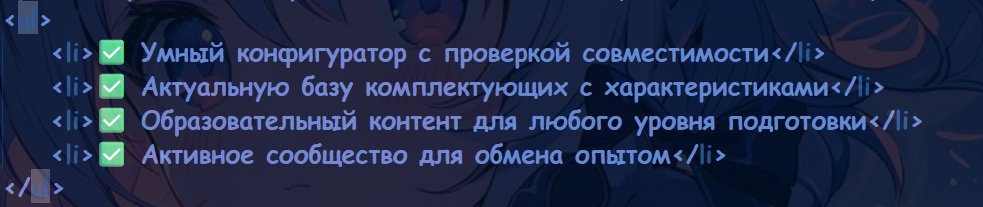 <ul>
<li>✅ Умный конфигуратор с проверкой совместимости</li>
<li>✅ Актуальную базу комплектующих с характеристиками</li>
<li>✅ Образовательный контент для любого уровня подготовки</li>
<li>✅ Активное сообщество для обмена опытом</li>
</ul>